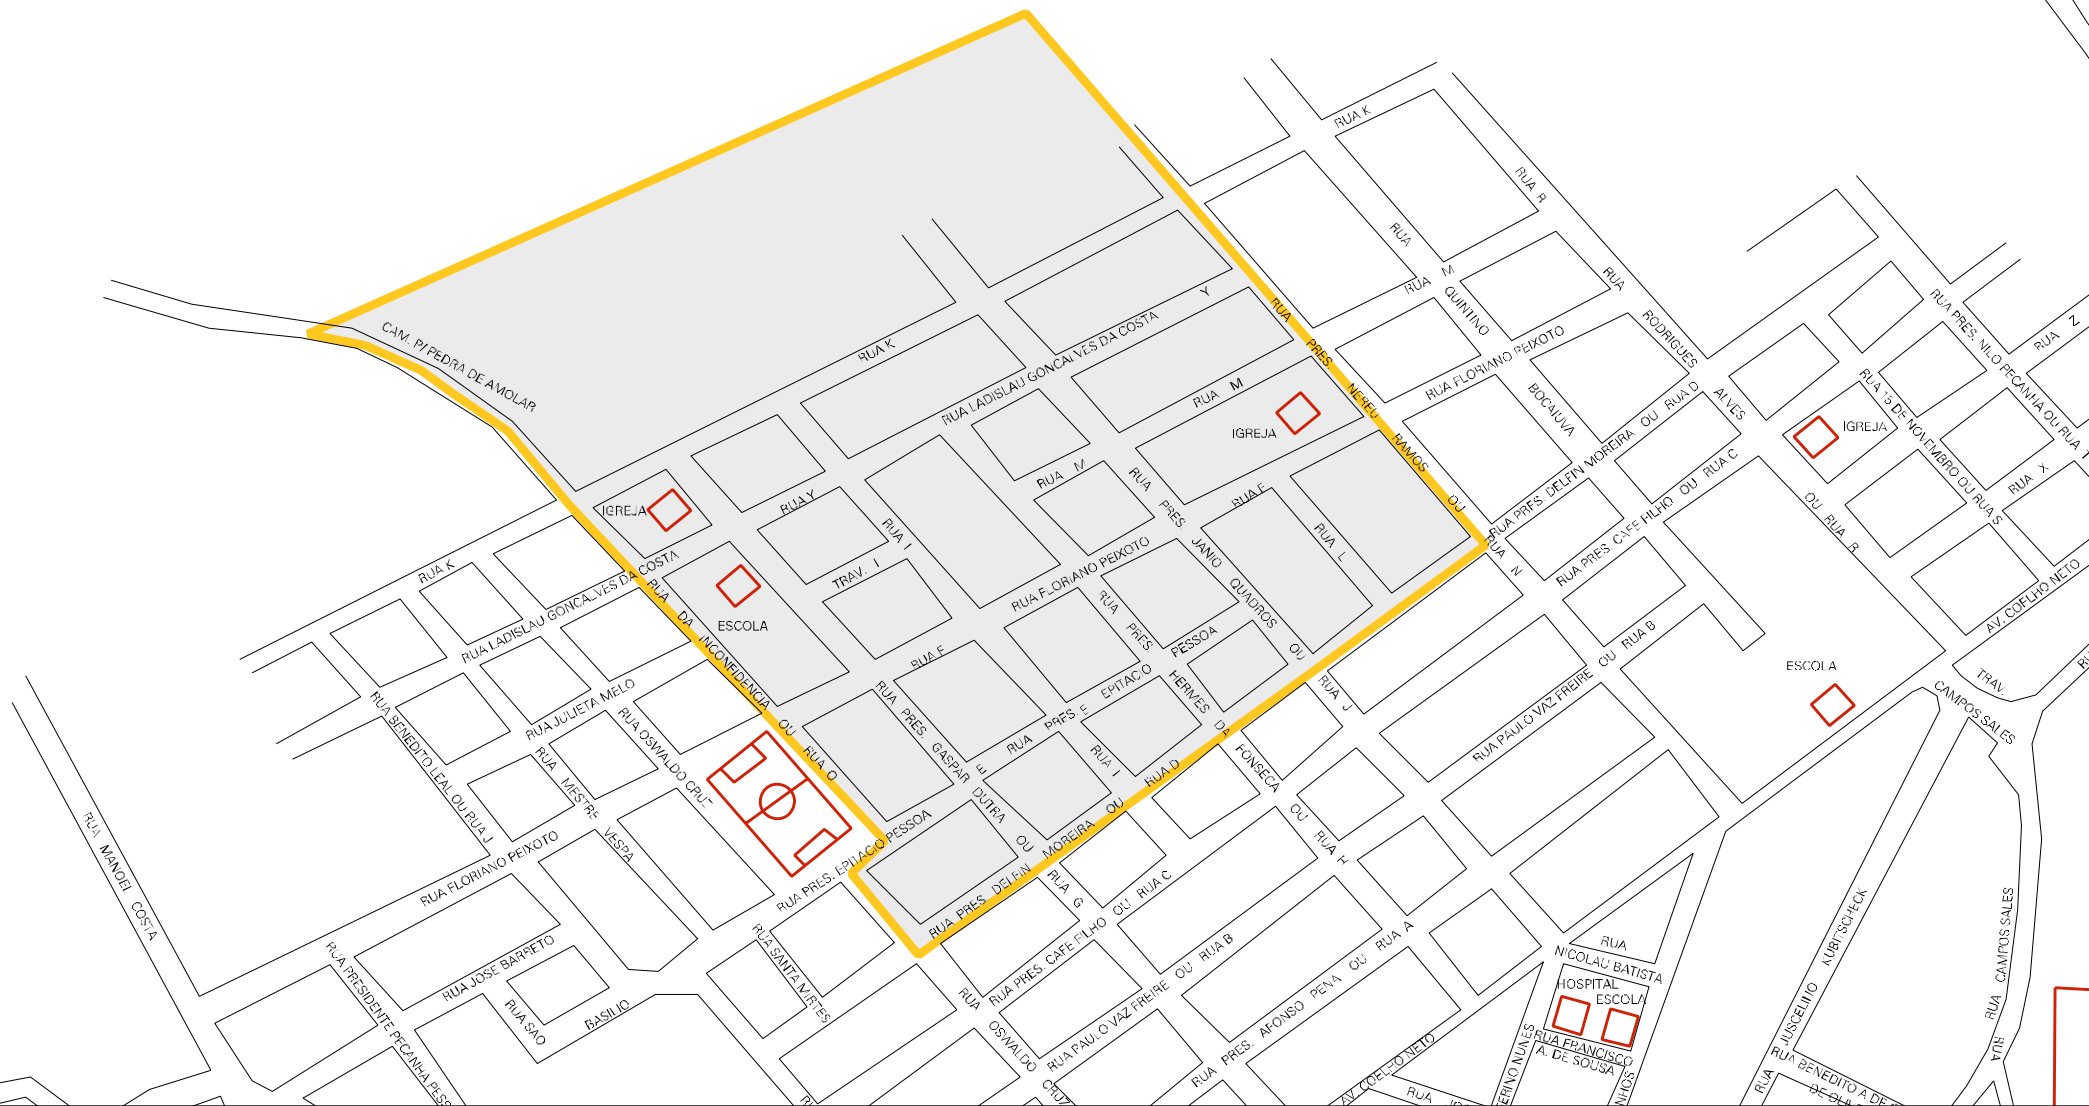 RUA K
RUA R
RUA
RUA M
QUINTINO
BOCAIUVA
RUA
RODRIGUES
ALVES
OU RUA R
RUA FLORIANO PEIXOTO
RUA PRES. NILO PECANHA OU RUA T
RUA Z
RUA 15 DE NOVEMBRO OU RUA S
IGREJA
RUA X
AV. COELHO NETO
TRAV.
CAMPOS SALES
ESCOLA
CAM. P/ PEDRA DE AMOLAR
RUA K
RUA LADISLAU GONCALVES DA COSTA
Y
RUA M
IGREJA
RUA PRES. NEREU RAMOS OU
RUA N
RUA PRES. DELFIN MOREIRA OU RUA D
RUA PRES. CAFE FILHO OU RUA C
IGREJA
RUA Y
RUA I
TRAV. I
RUA M
RUA PRES JANIO QUADROS OU
RUA J
RUA F
RUA L
RUA FLORIANO PEIXOTO
RUA PRES HERMES DA FONSECA OU RUA H
ESCOLA
RUA F
RUA PRES. E
EPITACIO PESSOA
RUA I
RUA PRES. GASPAR DUTRA OU
E
RUA G
RUA DA INCONFIDENCIA OU RUA O
RUA K
RUA LADISLAU GONCALVES DA COSTA
RUA JULIETA MELO
RUA OSWALDO CRUZ
RUA BENEDITO LEAL OU RUA J
RUA MESTRE VESPA
RUA FLORIANO PEIXOTO
RUA PRES. EPITACIO PESSOA
RUA PRES. DELFIN MOREIRA OU RUA D
RUA PRES. CAFE FILHO OU RUA C
RUA PAULO VAZ FREIRE OU RUA B
RUA PAULO VAZ FREIRE OU RUA B
RUA PRES. AFONSO PENA OU RUA A
AV. COELHO NETO
RUA MANOEL COSTA
RUA PRESIDENTE PECANHA PESS
RUA JOSE BARRETO
RUA SAO
BASILIO
RUA SANTA MIRTES
RUA OSWALDO CRUZ
RUA
NICOLAU BATISTA
HOSPITAL
ESCOLA
RUA FRANCISCO
A. DE SOUSA
ERINO NUNES
NHOS
RUA JUSCELINO KUBITSCHECK
RUA CAMPOS SALES
RUA
RUA BENEDITO A DE
DE OLI
RUA